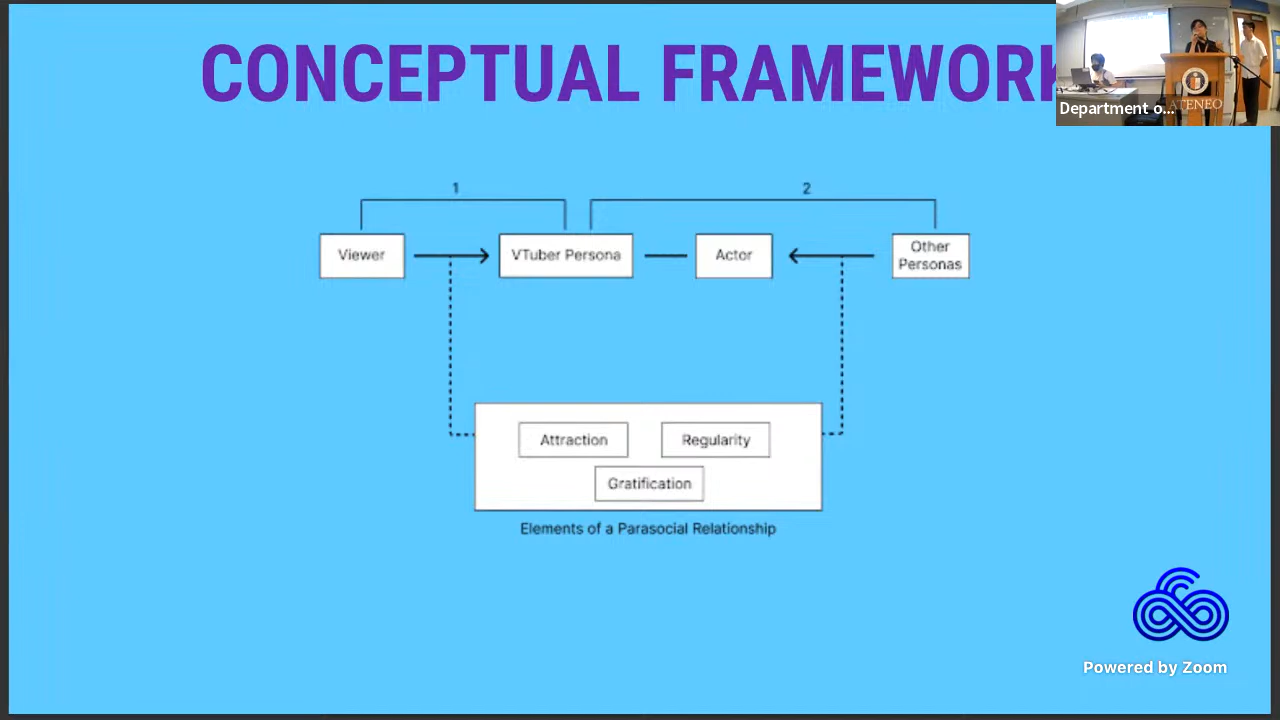 CONCEPTUAL FRAMEWORK
Department o...
ATENEO
1
2
Viewer
VTuber Persona
Actor
Other
Personas
Attraction
Regularity
Gratification
Elements of a Parasocial Relationship
Powered by Zoom